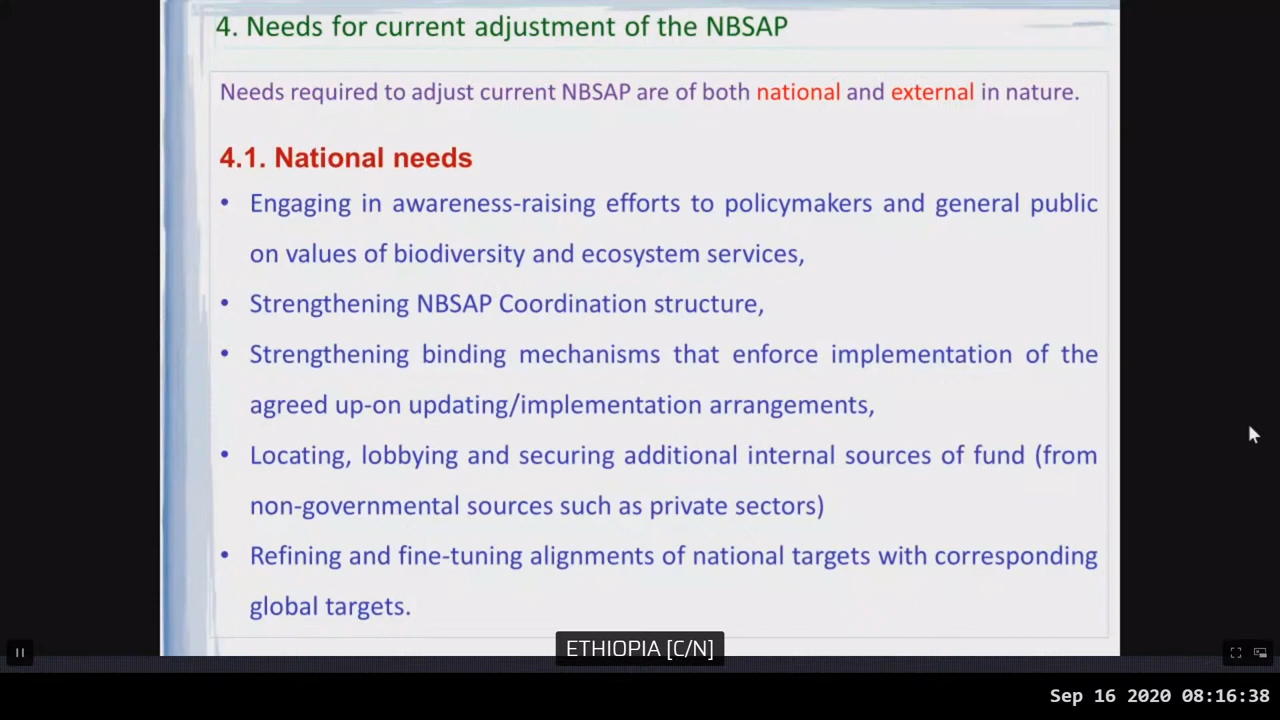 4. Needs for current adjustment of the NBSAP
Needs required to adjust current NBSAP are of both national and external in nature.
4.1. National needs
• Engaging in awareness-raising efforts to policymakers and general public
on values of biodiversity and ecosystem services,
• Strengthening NBSAP Coordination structure,
• Strengthening binding mechanisms that enforce implementation of the
agreed up-on updating/implementation arrangements,
• Locating, lobbying and securing additional internal sources of fund (from
non-governmental sources such as private sectors)
• Refining and fine-tuning alignments of national targets with corresponding
global targets.
ETHIOPIA [C/N]
Sep 16 2020 08:16:38